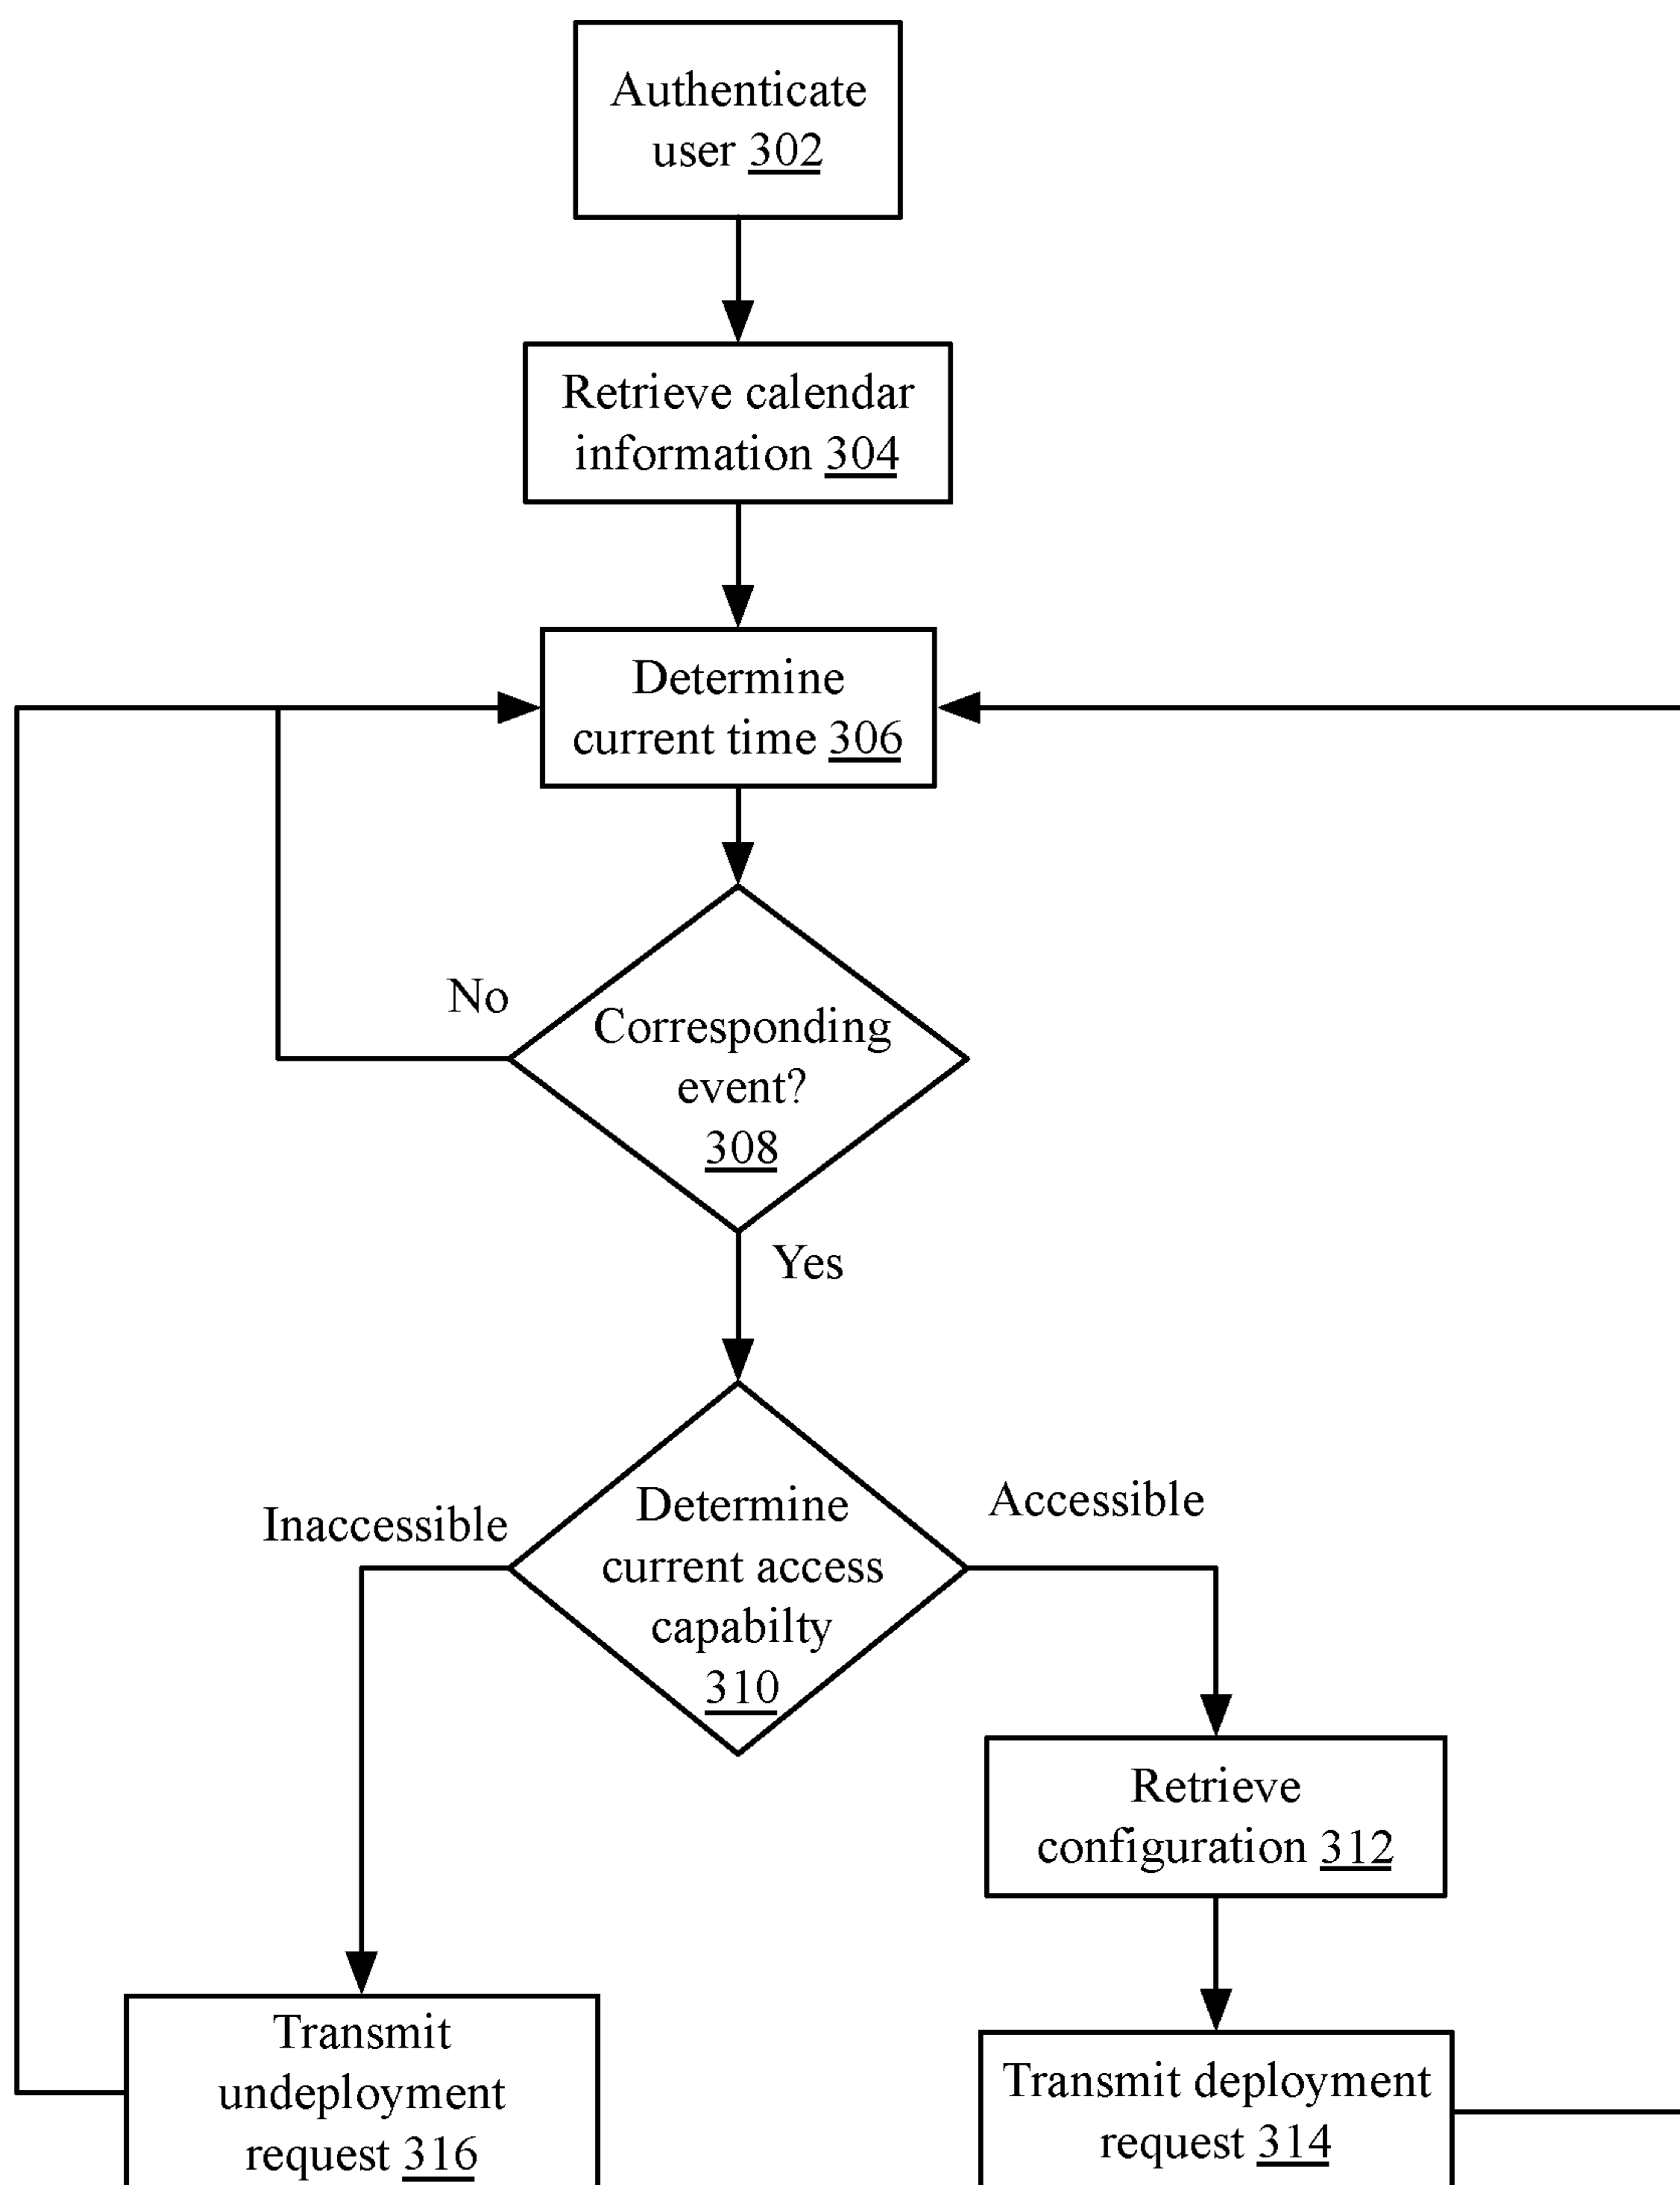 Authenticate
user 302
Retrieve calendar
information 304
Determine
current time 306
No
Corresponding
event?
308
Yes
Inaccessible
Determine
current access
capabilty
310
Accessible
Retrieve
configuration 312
Transmit
undeployment
request 316
Transmit deployment
request 314